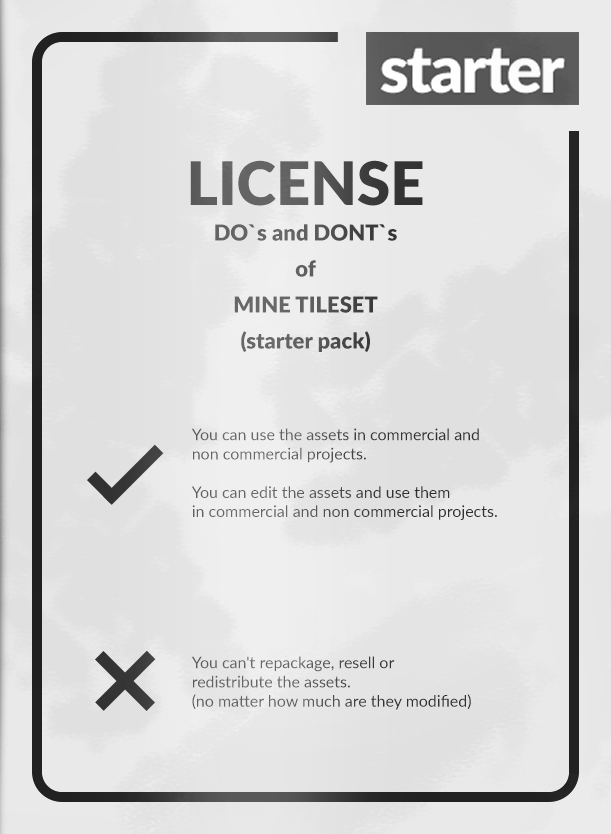 starter
LICENSE
DO`s and DONT`s
of
MINE TILESET
(starter pack)
You can use the assets in commercial and
non commercial projects.
You can edit the assets and use them
in commercial and non commercial projects.
You can't repackage, resell or
redistribute the assets.
(no matter how much are they modified)